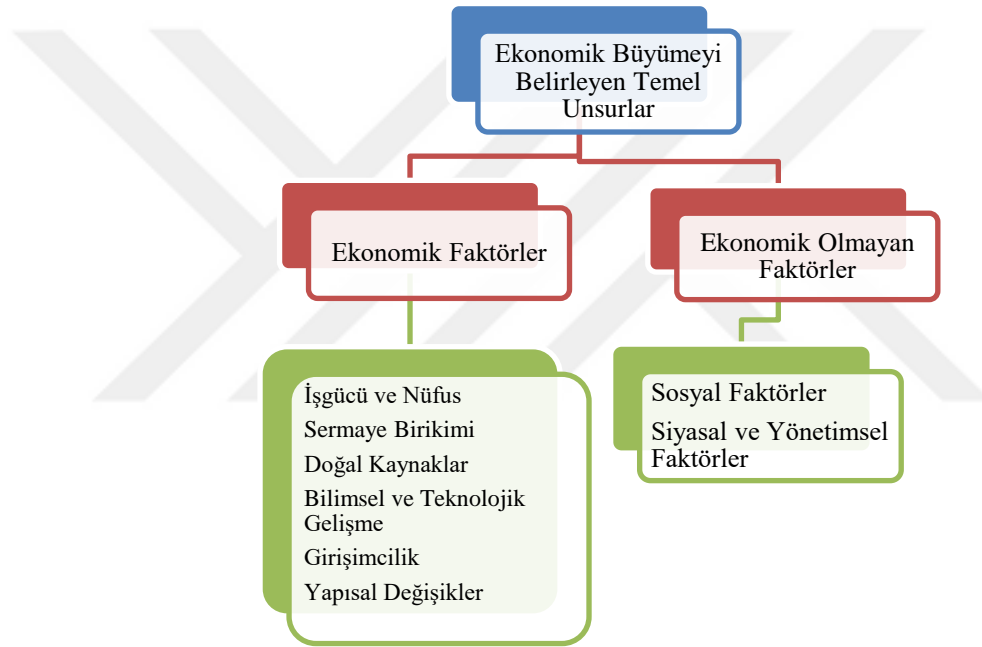 Ekonomik Büyümeyi
Belirleyen Temel
Unsurlar
Ekonomik Faktörler
Ekonomik Olmayan
Faktörler
İşgücü ve Nüfus
Sermaye Birikimi
Doğal Kaynaklar
Bilimsel ve Teknolojik
Gelişme
Girişimcilik
Yapısal Değişikler
Sosyal Faktörler
Siyasal ve Yönetimsel
Faktörler